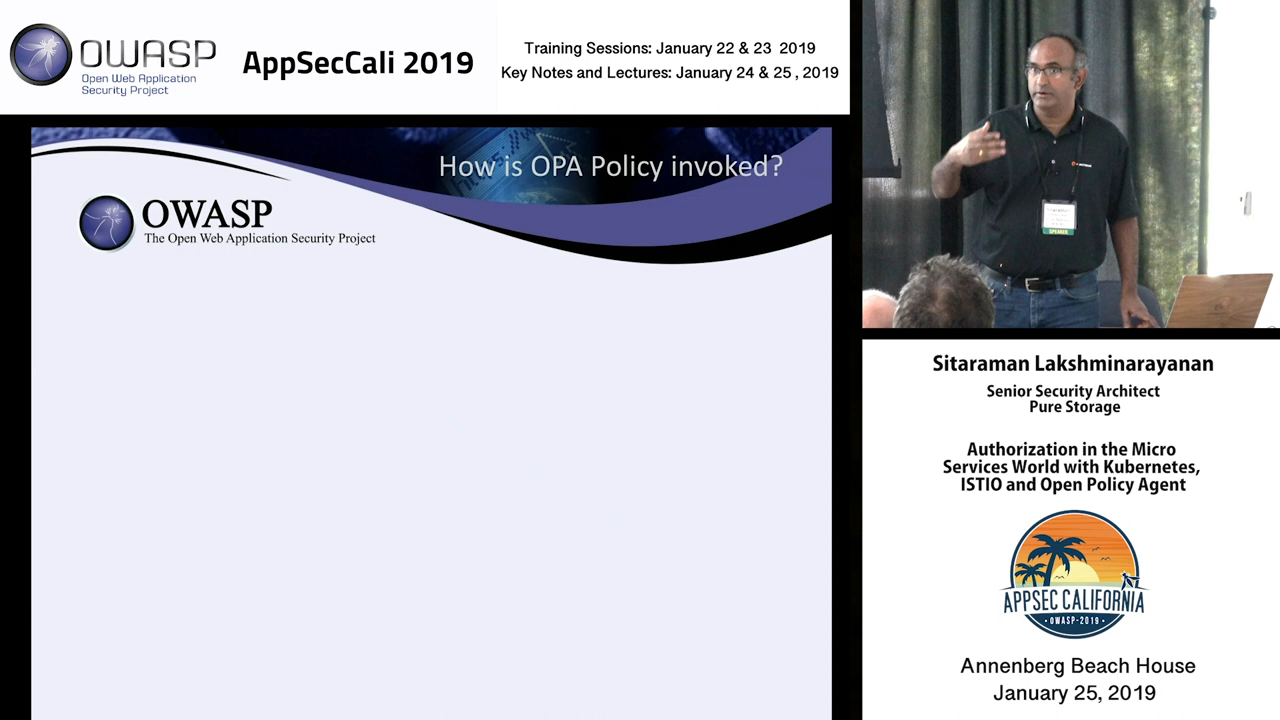 OWASP
Open Web Application
Security Project
AppSecCali 2019
Training Sessions: January 22 & 23 2019
Key Notes and Lectures: January 24 & 25 , 2019
How is OPA Policy invoked?
OWASP
The Open Web Application Security Project
SPEAKER
Sitaraman Lakshminarayanan
Senior Security Architect
Pure Storage
Authorization in the Micro
Services World with Kubernetes,
ISTIO and Open Policy Agent
APPSEC CALIFORNIA
• OWASP-2019 •
Annenberg Beach House
January 25, 2019